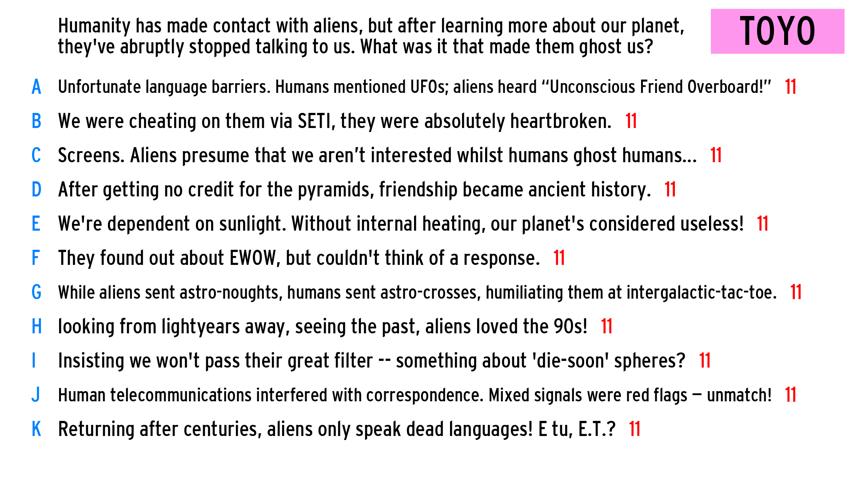 Humanity has made contact with aliens, but after learning more about our planet,
they've abruptly stopped talking to us. What was it that made them ghost us?
TOYO
A Unfortunate language barriers. Humans mentioned UFOs; aliens heard “Unconscious Friend Overboard!” 11
B We were cheating on them via SETI, they were absolutely heartbroken. 11
C Screens. Aliens presume that we aren’t interested whilst humans ghost humans... 11
D After getting no credit for the pyramids, friendship became ancient history. 11
E We're dependent on sunlight. Without internal heating, our planet's considered useless! 11
F They found out about EWOW, but couldn't think of a response. 11
G While aliens sent astro-noughts, humans sent astro-crosses, humiliating them at intergalactic-tac-toe. 11
H looking from lightyears away, seeing the past, aliens loved the 90s! 11
I Insisting we won't pass their great filter -- something about 'die-soon' spheres? 11
J Human telecommunications interfered with correspondence. Mixed signals were red flags – unmatch! 11
K Returning after centuries, aliens only speak dead languages! E tu, E.T.? 11